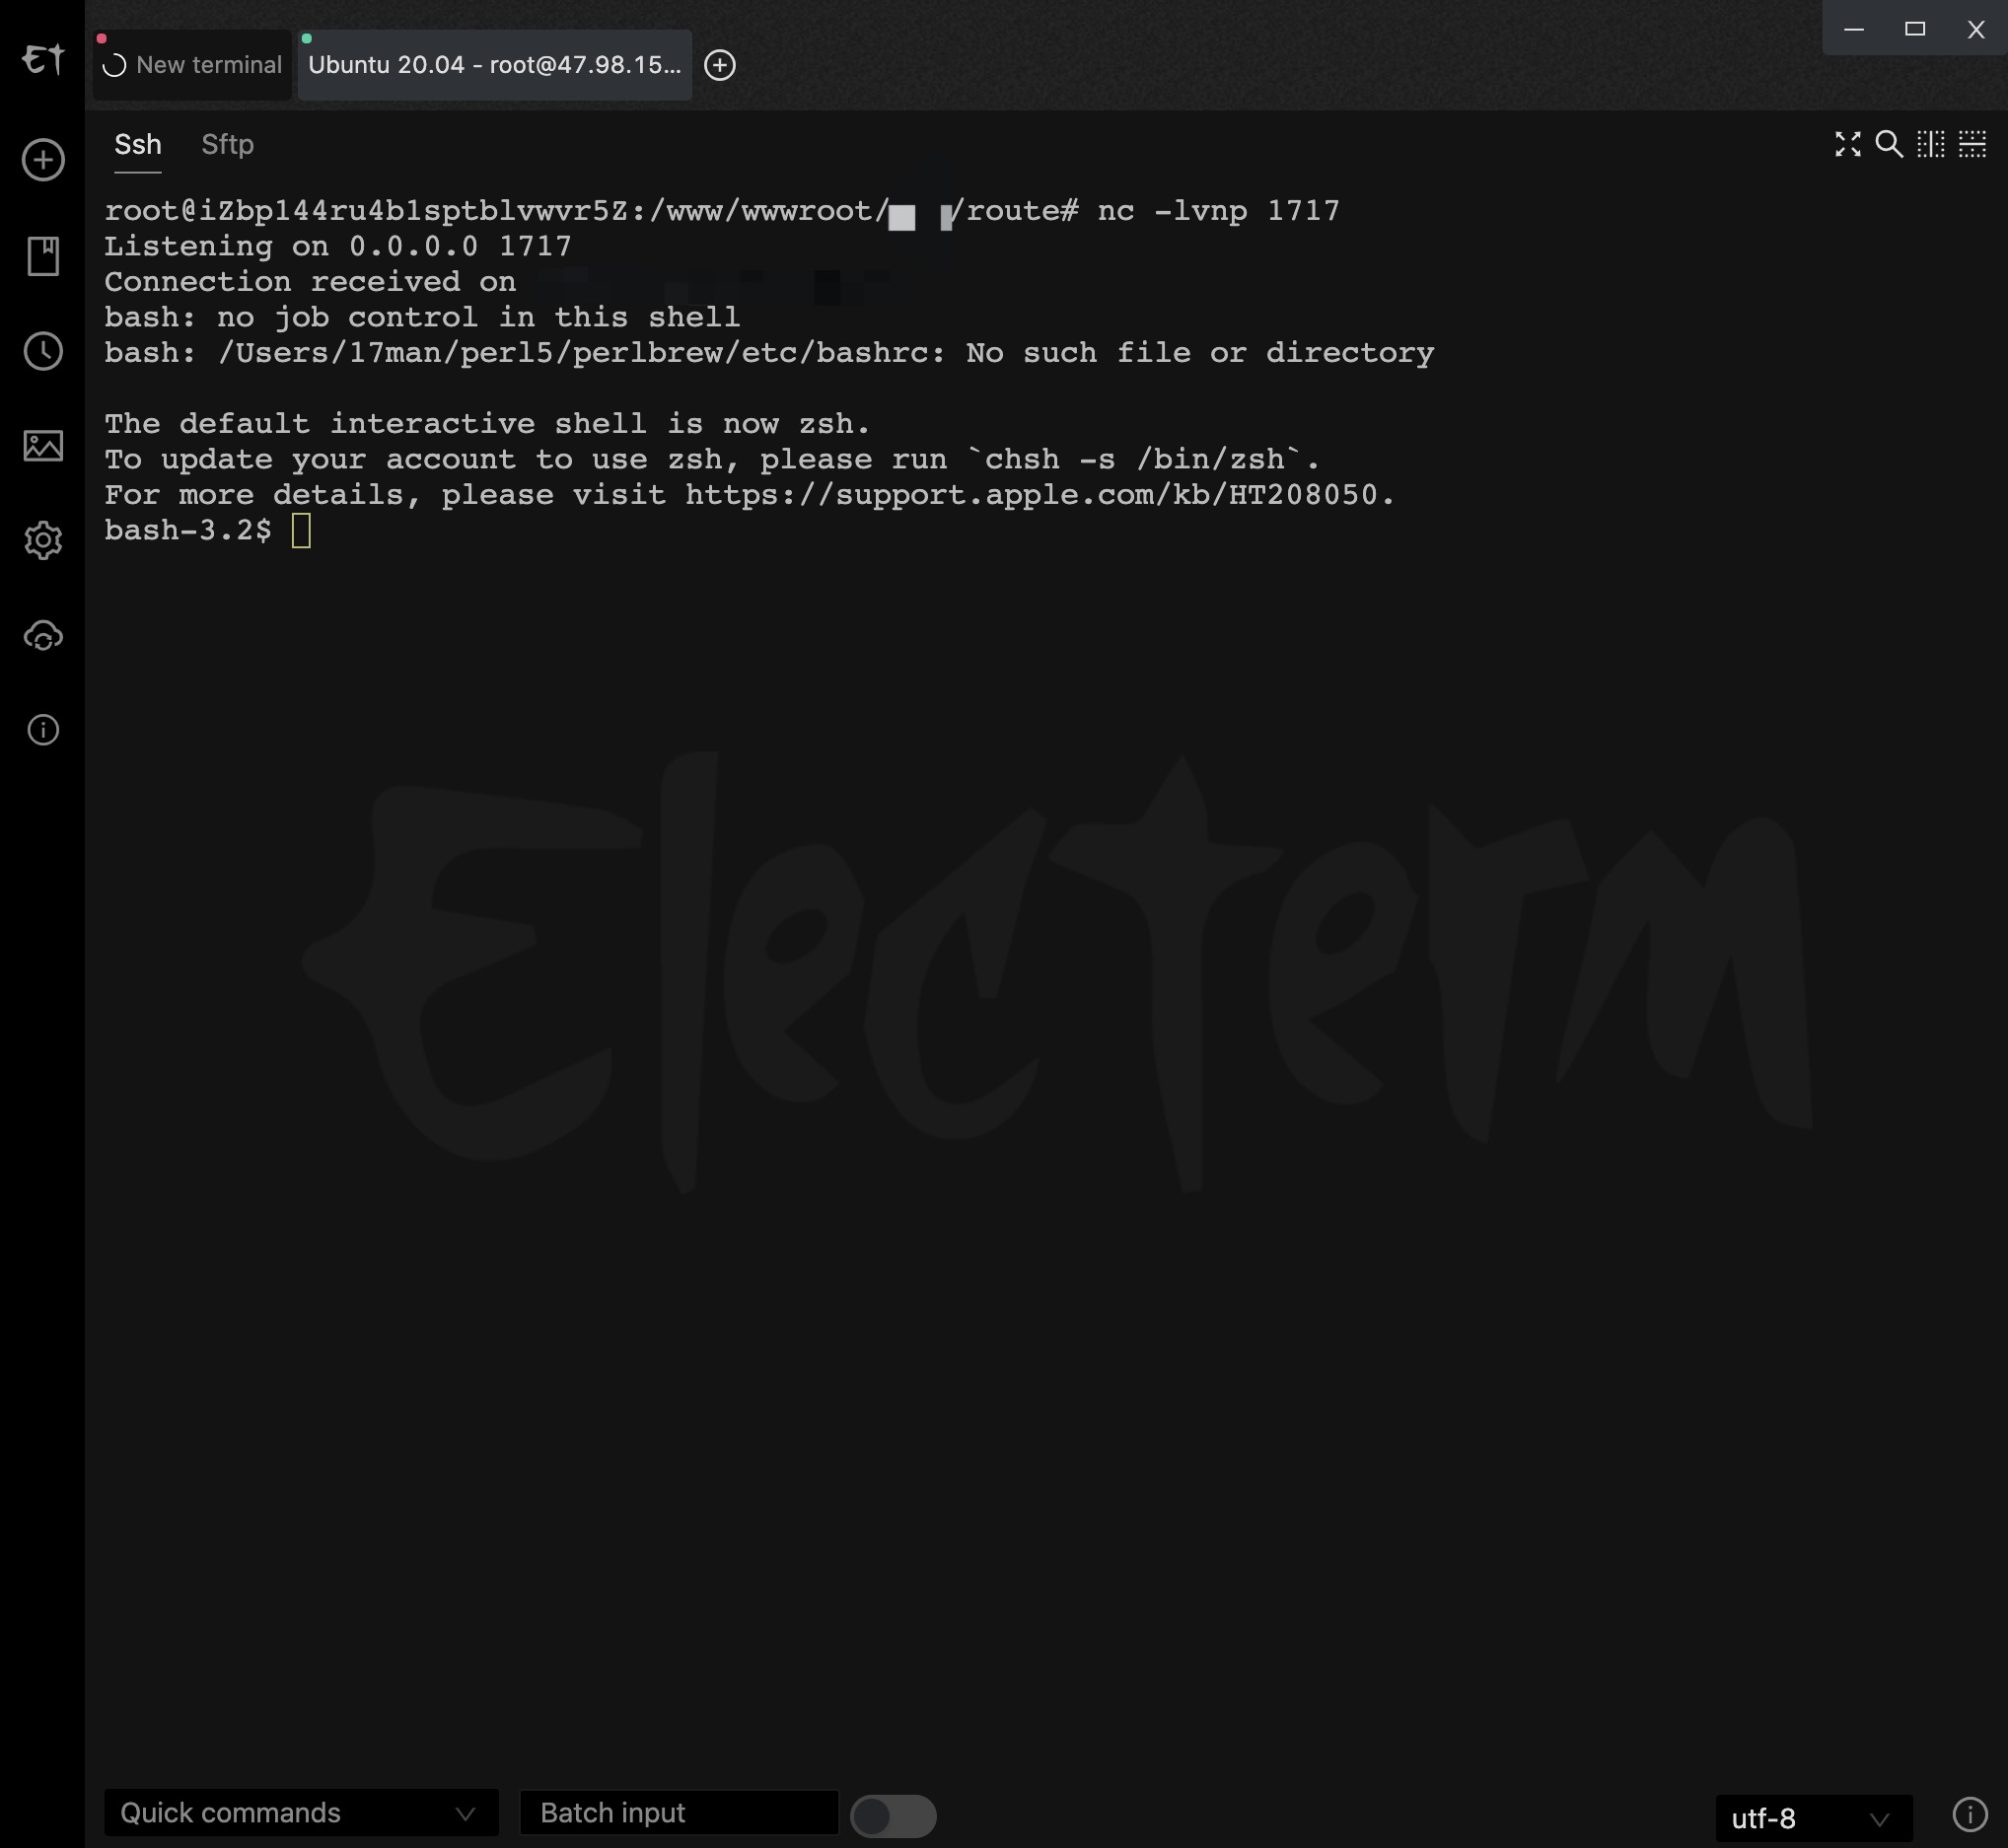 New terminal
Ubuntu 20.04 - root@47.98.15...
X
Ssh
Sftp
root@iZbp144ru4b1sptblvwvr5Z:/www/wwwroot/ /route# nc -lvnp 1717
Listening on 0.0.0.0 1717
Connection received on
bash: no job control in this shell
bash: /Users/17man/perl5/perlbrew/etc/bashrc: No such file or directory
The default interactive shell is now zsh.
To update your account to use zsh, please run `chsh -s /bin/zsh`.
For more details, please visit https://support.apple.com/kb/HT208050.
bash-3.2$
Electerm
Quick commands
Batch input
utf-8